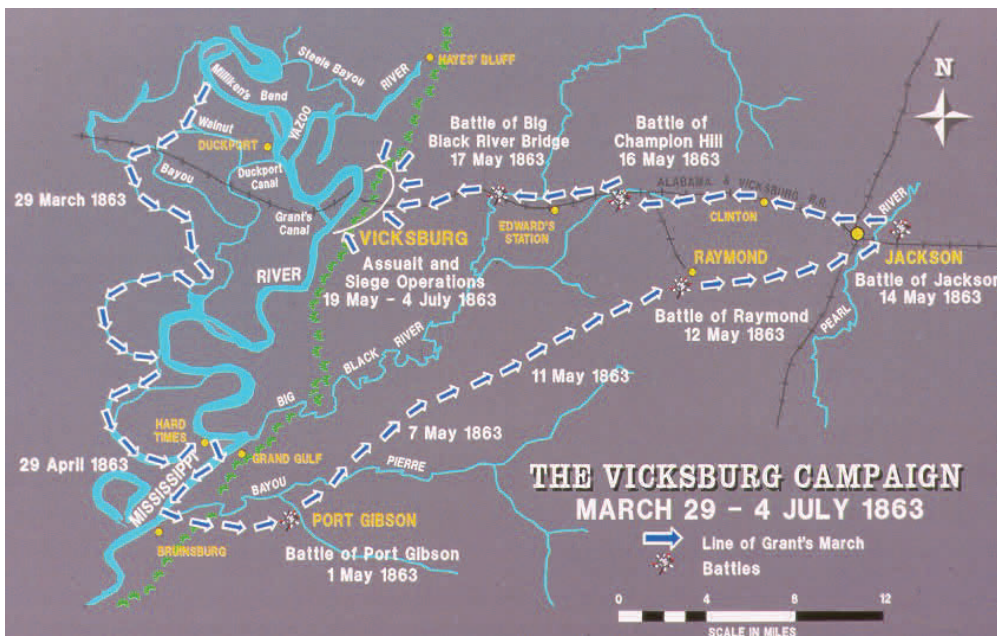 HAYES' BLUFF
Steele Bayou
RIVER
Milliken's Bend
YAZOO
Walnut
DUCKPORT
Bayou
Duckport
Canal
29 March 1863
Grant's
Canal
RIVER
VICKSBURG
Assuait and
Siege Operations
19 May - 4 July 1863
Battle of Big
Black River Bridge
17 May 1863
EDWARD'S
STATION
Battle of
Champion Hill
16 May 1863
ALABAMA & VICKSBURG R.R.
CLINTON
N
RIVER
RAYMOND
JACKSON
Battle of Jackson
14 May 1863
Battle of Raymond
12 May 1863
PEARL
BIG BLACK RIVER
11 May 1863
7 May 1863
HARD
TIMES
29 April 1863
MISSISSIPPI
GRAND GULF
BAYOU PIERRE
PORT GIBSON
BRUINSBURG
Battle of Port Gibson
1 May 1863
THE VICKSBURG CAMPAIGN
MARCH 29 - 4 JULY 1863
Line of Grant's March
Battles
0 4 8 12
SCALE IN MILES